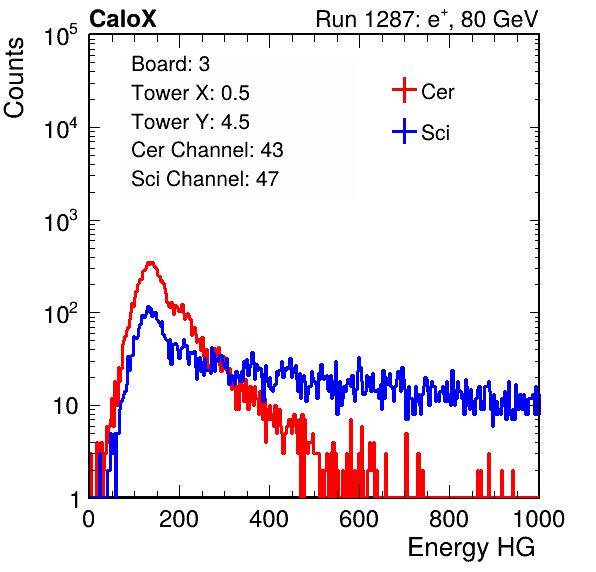 CaloX Run 1287: e⁺, 80 GeV
Counts
Board: 3
Tower X: 0.5
Tower Y: 4.5
Cer Channel: 43
Sci Channel: 47
Cer
Sci
10⁵
10⁴
10³
10²
10
1
0 200 400 600 800 1000
Energy HG